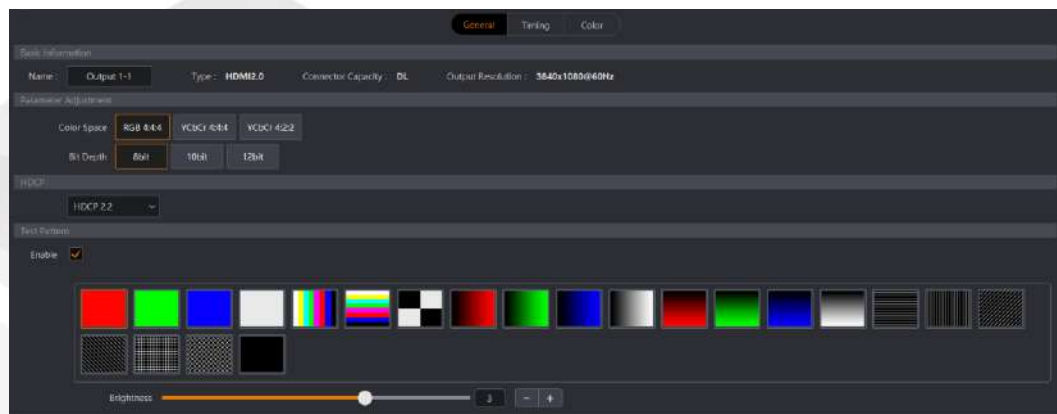 General Timing Color
Basic Information
Name : Output 1-1 Type : HDMI2.0 Connector Capacity : DL Output Resolution : 3840x1080@60Hz
Parameter Adjustment
Color Space RGB 4:4:4 YCbCr 4:4:4 YCbCr 4:2:2
Bit Depth 8bit 10bit 12bit
HDCP
HDCP 2.2
Test Pattern
Enable
Brightness 3 - +